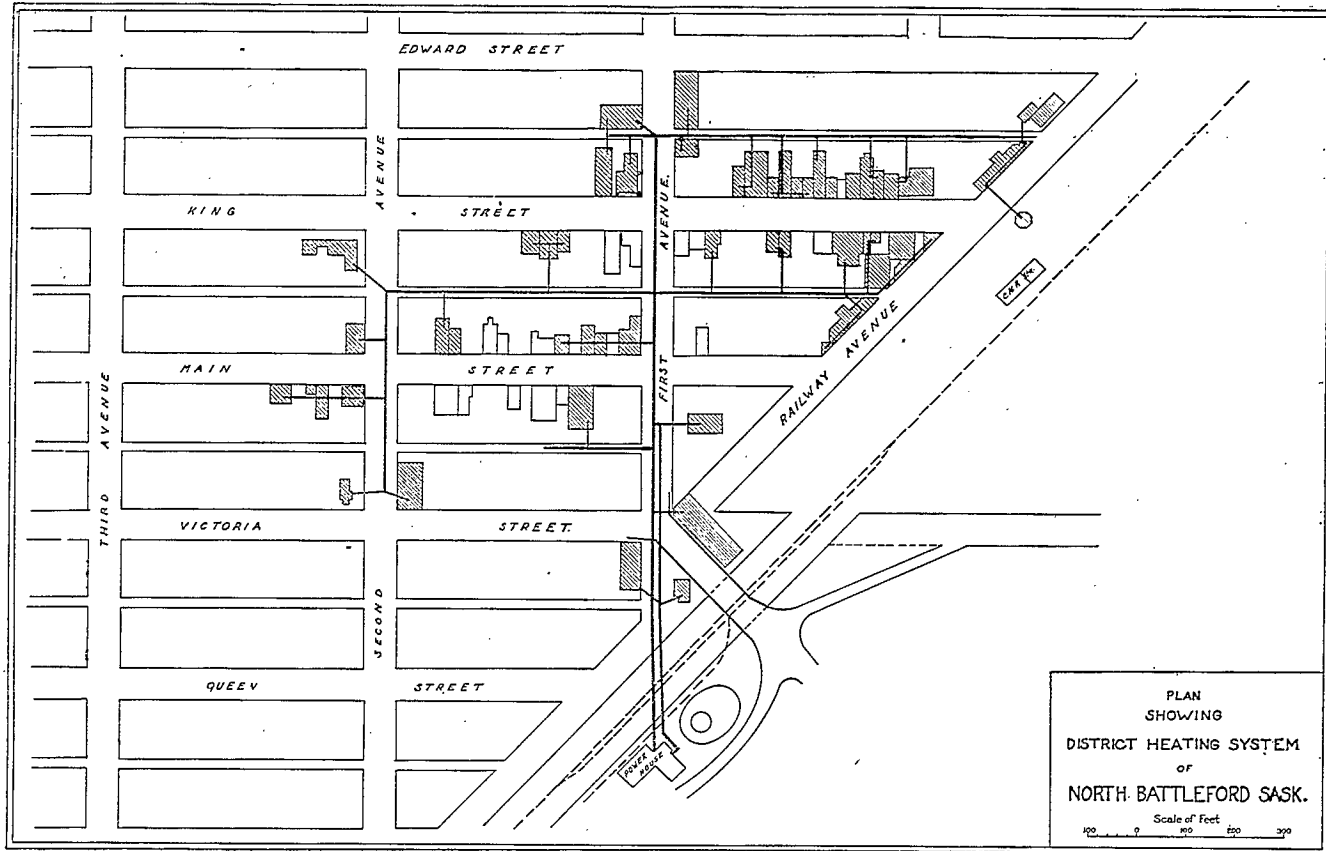 EDWARD STREET
AVENUE
KING STREET
AVENUE.
C.N.R.
MAIN STREET
FIRST
RAILWAY AVENUE
THIRD AVENUE
VICTORIA STREET.
SECOND
QUEEN STREET
POWER HOUSE
PLAN
SHOWING
DISTRICT HEATING SYSTEM
OF
NORTH BATTLEFORD SASK.
Scale of Feet
100 0 100 200 300